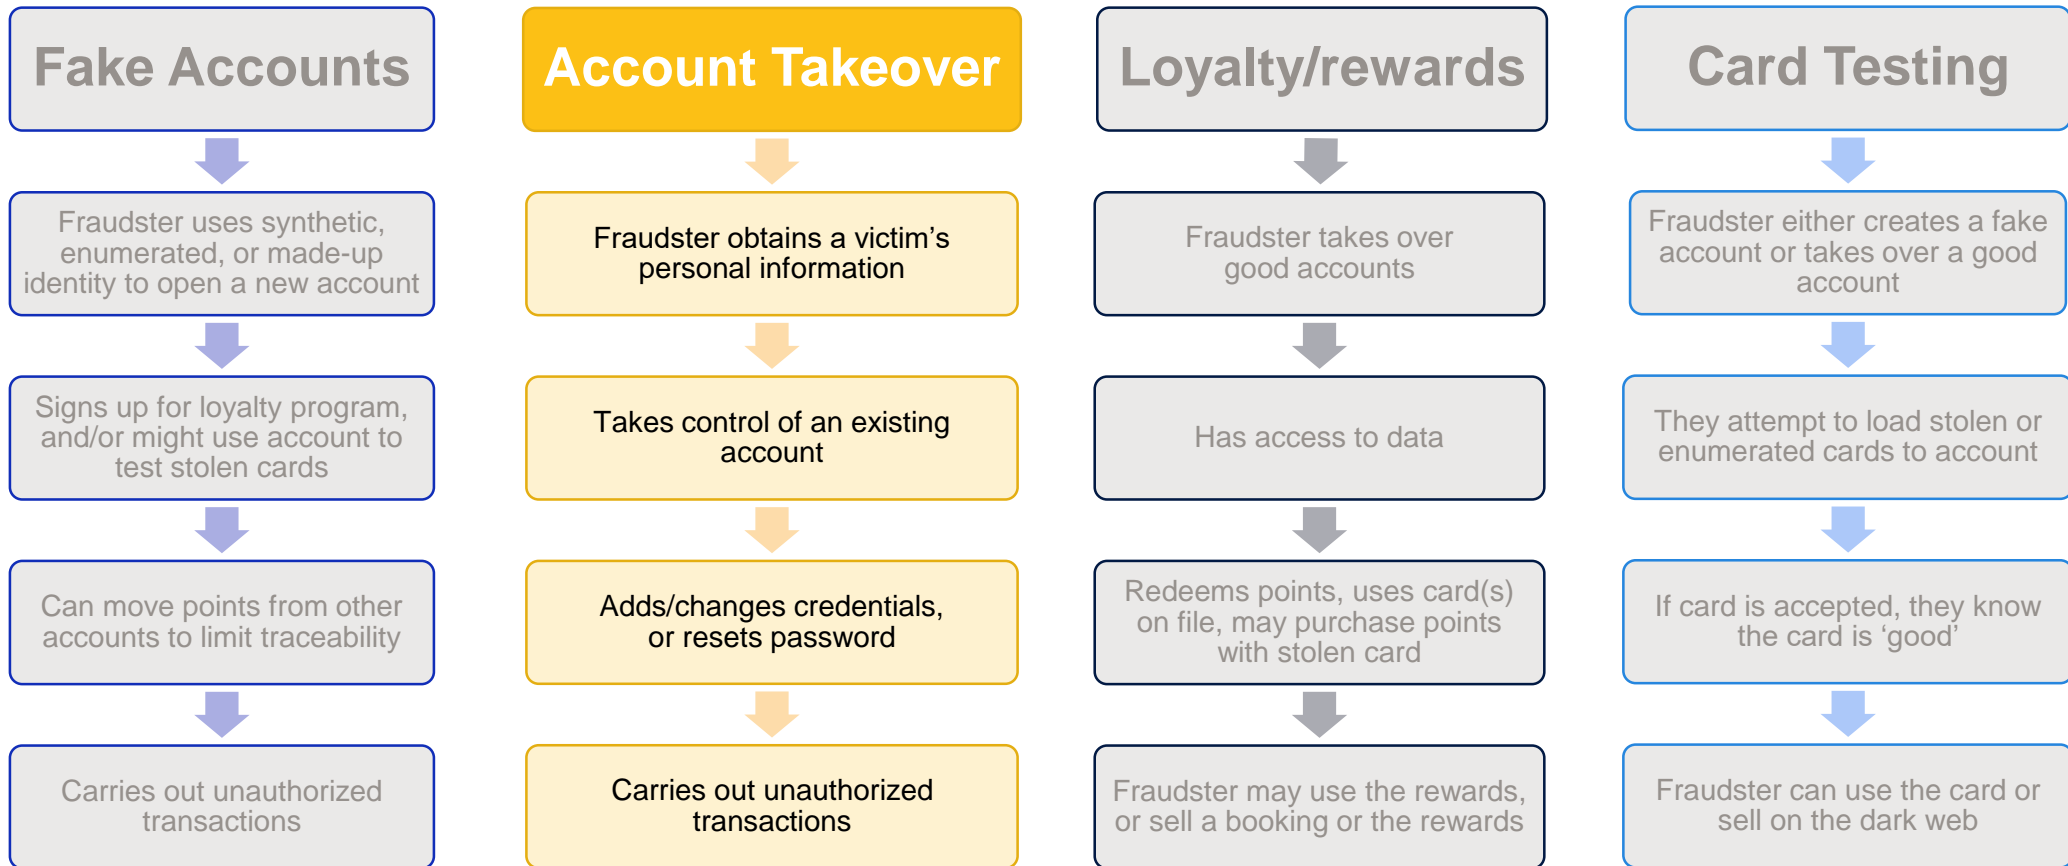 Fake Accounts
Fraudster uses synthetic,
enumerated, or made-up
identity to open a new account
Signs up for loyalty program,
and/or might use account to
test stolen cards
Can move points from other
accounts to limit traceability
Carries out unauthorized
transactions
Account Takeover
Fraudster obtains a victim’s
personal information
Takes control of an existing
account
Adds/changes credentials,
or resets password
Carries out unauthorized
transactions
Loyalty/rewards
Fraudster takes over
good accounts
Has access to data
Redeems points, uses card(s)
on file, may purchase points
with stolen card
Fraudster may use the rewards,
or sell a booking or the rewards
Card Testing
Fraudster either creates a fake
account or takes over a good
account
They attempt to load stolen or
enumerated cards to account
If card is accepted, they know
the card is ‘good’
Fraudster can use the card or
sell on the dark web